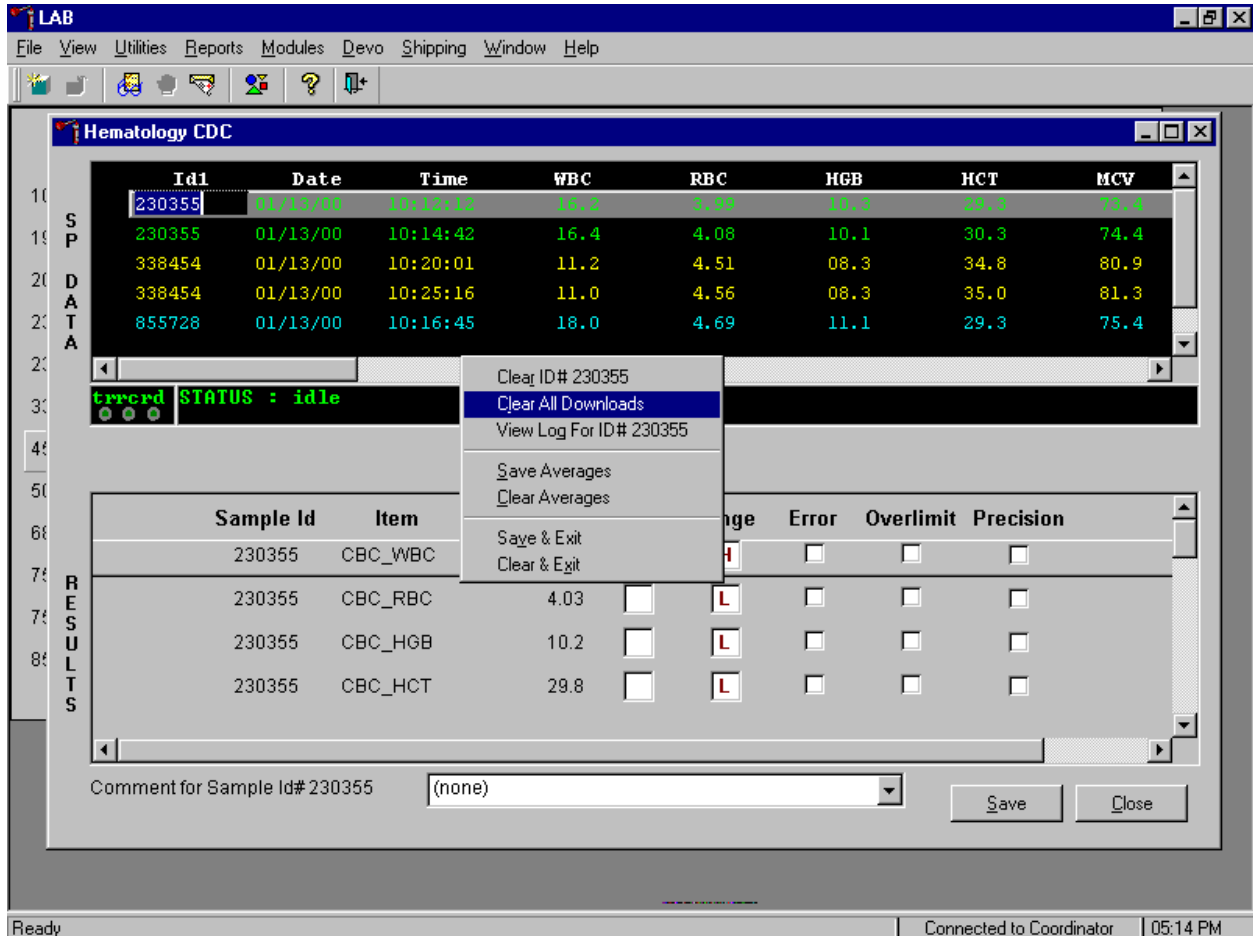 LAB
File View Utilities Reports Modules Devo Shipping Window Help
Hematology CDC
Id1 Date Time WBC RBC HGB HCT MCV
230355 01/13/00 10:12:12 16.2 3.99 10.3 29.3 73.4
230355 01/13/00 10:14:42 16.4 4.08 10.1 30.3 74.4
338454 01/13/00 10:20:01 11.2 4.51 08.3 34.8 80.9
338454 01/13/00 10:25:16 11.0 4.56 08.3 35.0 81.3
855728 01/13/00 10:16:45 18.0 4.69 11.1 29.3 75.4
SP DATA
trrcrd STATUS : idle
Clear ID# 230355
Clear All Downloads
View Log For ID# 230355
Save Averages
Clear Averages
Save & Exit
Clear & Exit
Sample Id Item nge Error Overlimit Precision
230355 CBC_WBC H
230355 CBC_RBC 4.03 L
230355 CBC_HGB 10.2 L
230355 CBC_HCT 29.8 L
RESULTS
Comment for Sample Id# 230355 (none)
Save Close
Ready Connected to Coordinator 05:14 PM